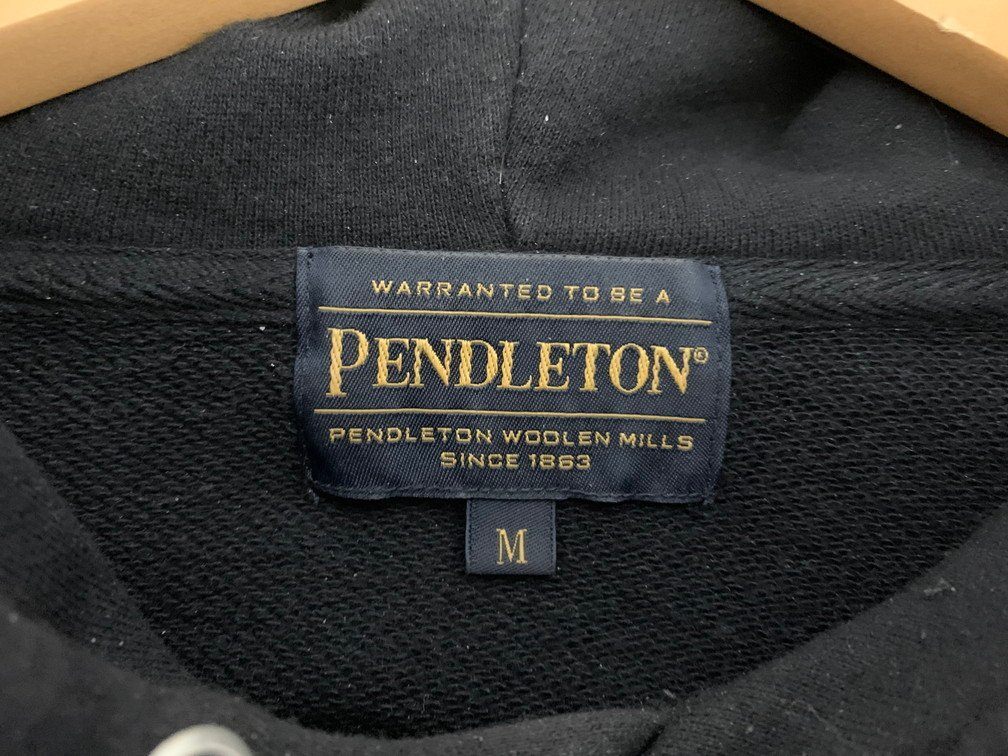 WARRANTED TO BE A
PENDLETON©
PENDLETON WOOLEN MILLS
SINCE 1863
M